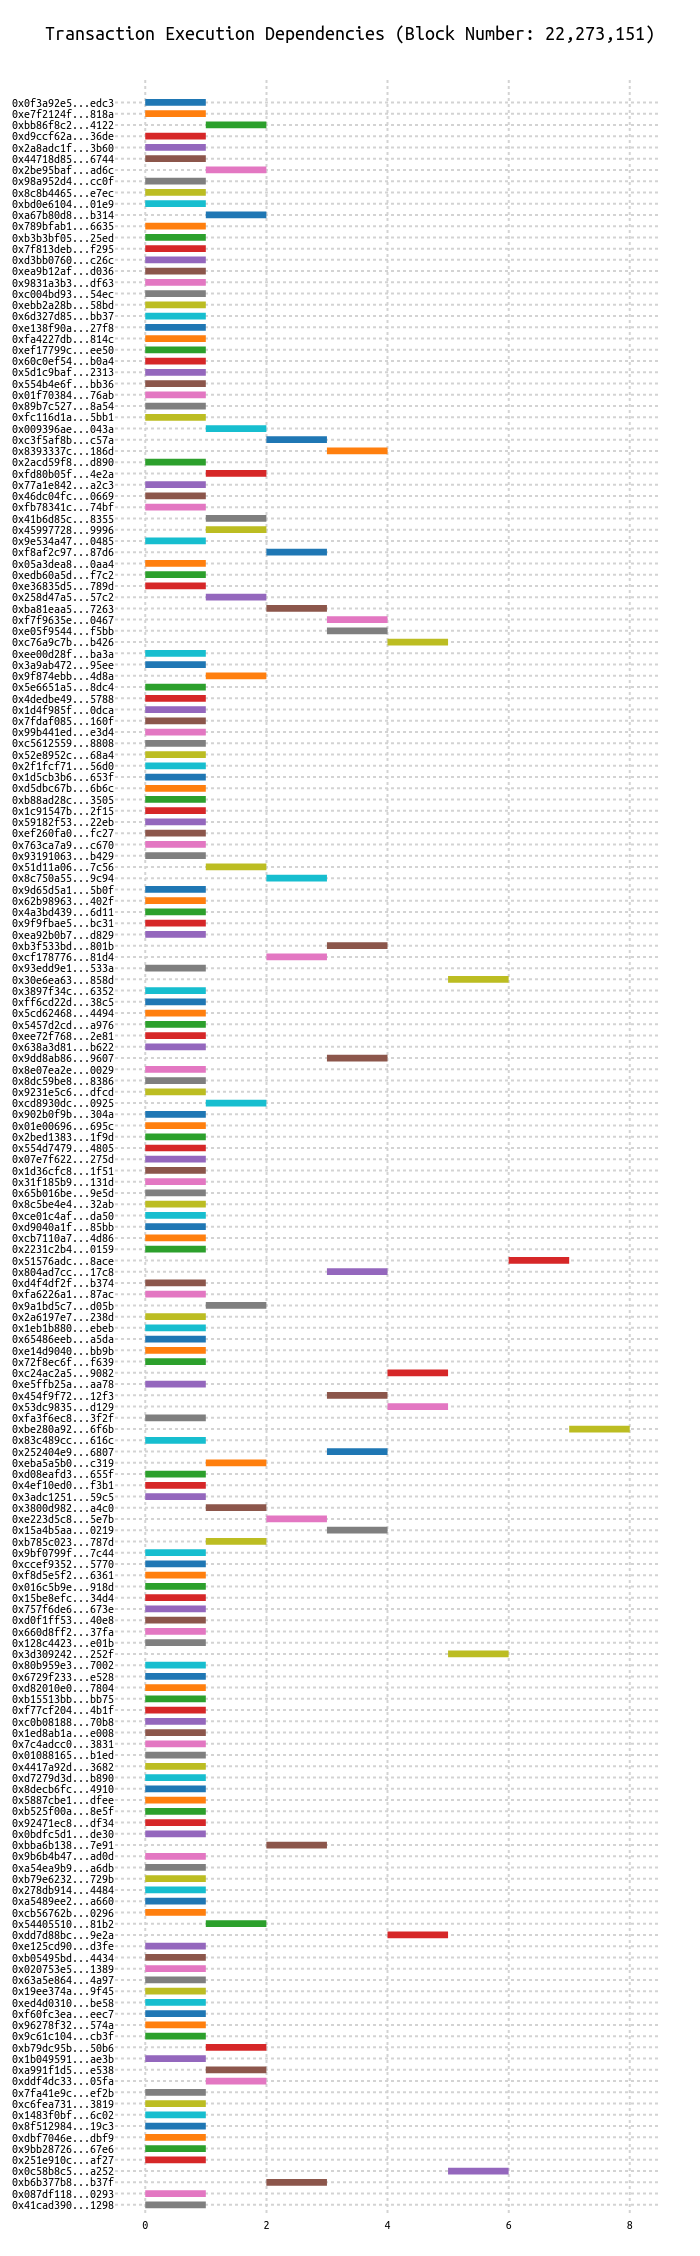 Transaction Execution Dependencies (Block Number: 22,273,151)
0x0f3a92e5...edc3
0xe7f2124f...818a
0xbb86f8c2...4122
0xd9ccf62a...36de
0x2a8adc1f...3b60
0x44718d85...6744
0x2be95baf...ad6c
0x98a952d4...cc0f
0x8c8b4465...e7ec
0xbd0e6104...01e9
0xa67b80d8...b314
0x789bfab1...6635
0xb3b3bf05...25ed
0x7f813deb...f295
0xd3bb0760...c26c
0xea9b12af...d036
0x9831a3b3...df63
0xc004bd93...54ec
0xebb2a28b...58bd
0x6d327d85...bb37
0xe138f90a...27f8
0xfa4227db...814c
0xef17799c...ee50
0x60c0ef54...b0a4
0x5d1c9baf...2313
0x554b4e6f...bb36
0x01f70384...76ab
0x89b7c527...8a54
0xfc116d1a...5bb1
0x009396ae...043a
0xc3f5af8b...c57a
0x8393337c...186d
0x2acd59f8...d890
0xfd80b05f...4e2a
0x77a1e842...a2c3
0x46dc04fc...0669
0xfb78341c...74bf
0x41b6d85c...8355
0x45997728...9996
0x9e534a47...0485
0xf8af2c97...87d6
0x05a3dea8...0aa4
0xedb60a5d...f7c2
0xe36835d5...789d
0x258d47a5...57c2
0xba81eaa5...7263
0xf7f9635e...0467
0xe05f9544...f5bb
0xc76a9c7b...b426
0xee00d28f...ba3a
0x3a9ab472...95ee
0x9f874ebb...4d8a
0x5e6651a5...8dc4
0x4dedbe49...5788
0x1d4f985f...0dca
0x7fdaf085...160f
0x99b441ed...e3d4
0xc5612559...8808
0x52e8952c...68a4
0x2f1fcf71...56d0
0x1d5cb3b6...653f
0xd5dbc67b...6b6c
0xb88ad28c...3505
0x1c91547b...2f15
0x59182f53...22eb
0xef260fa0...fc27
0x763ca7a9...c670
0x93191063...b429
0x51d11a06...7c56
0x8c750a55...9c94
0x9d65d5a1...5b0f
0x62b98963...402f
0x4a3bd439...6d11
0x9f9fbae5...bc31
0xea92b0b7...d829
0xb3f533bd...801b
0xcf178776...81d4
0x93edd9e1...533a
0x30e6ea63...858d
0x3897f34c...6352
0xff6cd22d...38c5
0x5cd62468...4494
0x5457d2cd...a976
0xee72f768...2e81
0x638a3d81...b622
0x9dd8ab86...9607
0x8e07ea2e...0029
0x8dc59be8...8386
0x9231e5c6...dfcd
0xcd8930dc...0925
0x902b0f9b...304a
0x01e00696...695c
0x2bed1383...1f9d
0x554d7479...4805
0x07e7f622...275d
0x1d36cfc8...1f51
0x31f185b9...131d
0x65b016be...9e5d
0x8c5be4e4...32ab
0xce01c4af...da50
0xd9040a1f...85bb
0xcb7110a7...4d86
0x2231c2b4...0159
0x51576adc...8ace
0x804ad7cc...17c8
0xd4f4df2f...b374
0xfa6226a1...87ac
0x9a1bd5c7...d05b
0x2a6197e7...238d
0x1eb1b880...ebeb
0x65486eeb...a5da
0xe14d9040...bb9b
0x72f8ec6f...f639
0xc24ac2a5...9082
0xe5ffb25a...aa78
0x454f9f72...12f3
0x53dc9835...d129
0xfa3f6ec8...3f2f
0xbe280a92...6f6b
0x83c489cc...616c
0x252404e9...6807
0xeba5a5b0...c319
0xd08eafd3...655f
0x4ef10ed0...f3b1
0x3adc1251...59c5
0x3800d982...a4c0
0xe223d5c8...5e7b
0x15a4b5aa...0219
0xb785c023...787d
0x9bf0799f...7c44
0xccef9352...5770
0xf8d5e5f2...6361
0x016c5b9e...918d
0x15be8efc...34d4
0x757f6de6...673e
0xd0f1ff53...40e8
0x660d8ff2...37fa
0x128c4423...e01b
0x3d309242...252f
0x80b959e3...7002
0x6729f233...e528
0xd82010e0...7804
0xb15513bb...bb75
0xf77cf204...4b1f
0xc0b08188...70b8
0x1ed8ab1a...e008
0x7c4adcc0...3831
0x01088165...b1ed
0x4417a92d...3682
0xd7279d3d...b890
0x8decb6fc...4910
0x5887cbe1...dfee
0xb525f00a...8e5f
0x92471ec8...df34
0x0bdfc5d1...de30
0xbba6b138...7e91
0x9b6b4b47...ad0d
0xa54ea9b9...a6db
0xb79e6232...729b
0x278db914...4484
0xa5489ee2...a660
0xcb56762b...0296
0x54405510...81b2
0xdd7d88bc...9e2a
0xe125cd90...d3fe
0xb05495bd...4434
0x020753e5...1389
0x63a5e864...4a97
0x19ee374a...9f45
0xed4d0310...be58
0xf60fc3ea...eec7
0x96278f32...574a
0x9c61c104...cb3f
0xb79dc95b...50b6
0x1b049591...ae3b
0xa991f1d5...e538
0xddf4dc33...05fa
0x7fa41e9c...ef2b
0xc6fea731...3819
0x1483f0bf...6c02
0x8f512984...19c3
0xdbf7046e...dbf9
0x9bb28726...67e6
0x251e910c...af27
0x0c58b8c5...a252
0xb6b377b8...b37f
0x087df118...0293
0x41cad390...1298
0 2 4 6 8